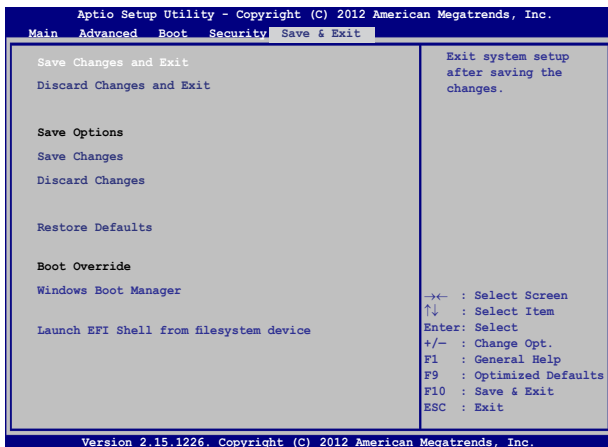 Aptio Setup Utility - Copyright (C) 2012 American Megatrends, Inc.
Main Advanced Boot Security Save & Exit
Save Changes and Exit
Discard Changes and Exit
Save Options
Save Changes
Discard Changes
Restore Defaults
Boot Override
Windows Boot Manager
Launch EFI Shell from filesystem device
Exit system setup
after saving the
changes.
→← : Select Screen
↑↓ : Select Item
Enter: Select
+/— : Change Opt.
F1 : General Help
F9 : Optimized Defaults
F10 : Save & Exit
ESC : Exit
Version 2.15.1226. Copyright (C) 2012 American Megatrends, Inc.